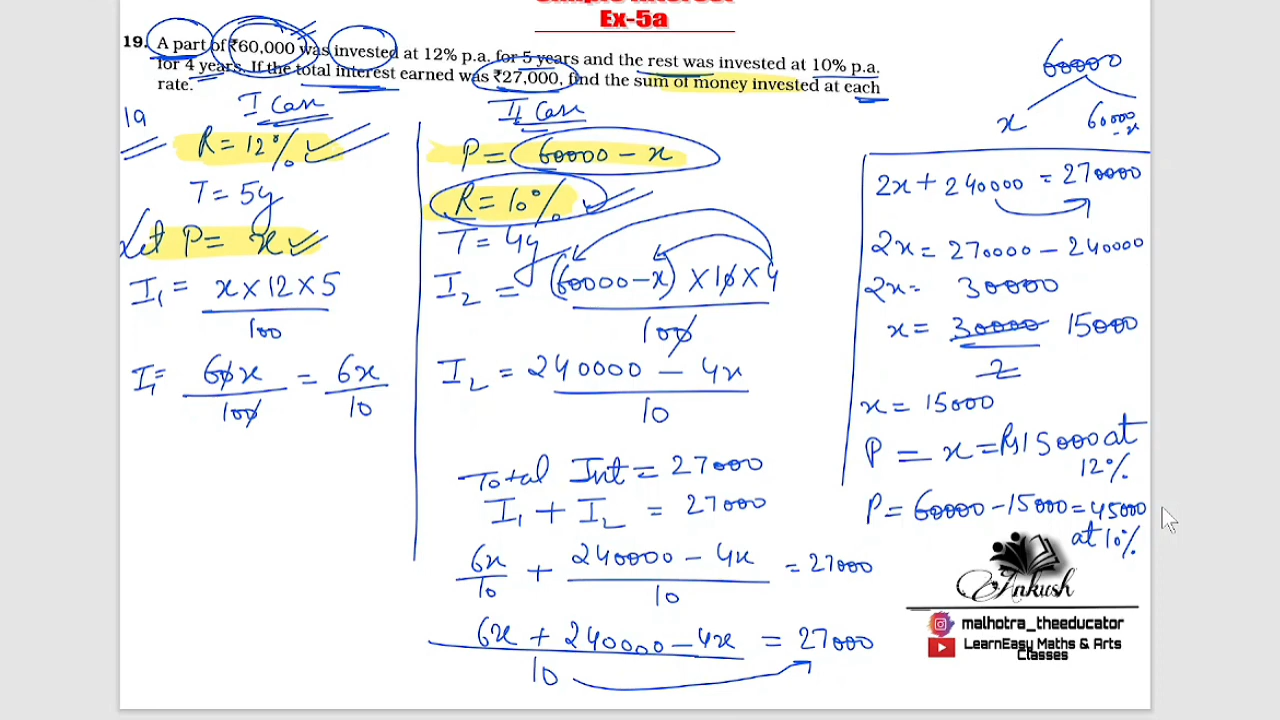 Ex-5a
19. A part of ₹60,000 was invested at 12% p.a. for 5 years and the rest was invested at 10% p.a.
for 4 years. If the total interest earned was ₹27,000, find the sum of money invested at each
rate.
60000
x 60000-x
19
I Case
R = 12%
T = 5y
Let P = x
I₁ = x×12×5
100
I₁ = 60x = 6x
100 10
II Case
P = 60000 - x
R = 10%
T = 4y
I₂ = (60000-x) ×10×4
100
I₂ = 240000 - 4x
10
Total Int = 27000
I₁ + I₂ = 27000
6x + 240000 - 4x = 27000
10 10
6x + 240000 - 4x = 27000
10
2x + 240000 = 270000
2x = 270000 - 240000
2x = 30000
x = 30000 15000
2
x = 15000
P = x = Rs 15000 at
12%
P = 60000 - 15000 = 45000
at 10%
Ankush
malhotra_theeducator
LearnEasy Maths & Arts
Classes